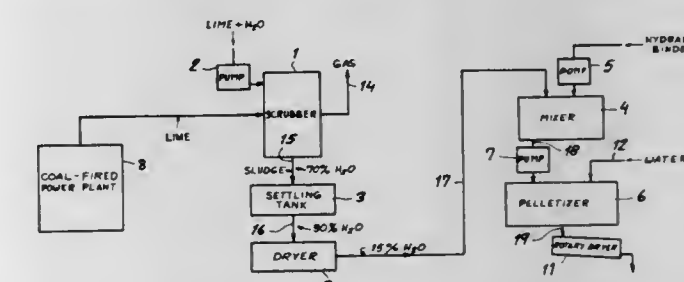 LIME + H₂O
2
PUMP
1
GAS
14
SCRUBBER
LIME
8
COAL-FIRED
POWER PLANT
15
SLUDGE
70% H₂O
SETTLING
TANK
3
16
30% H₂O
DRYER
15% H₂O
17
BINDE
PUMP
5
MIXER
4
18
7
PUMP
12
WATER
PELLETIZER
6
19
ROTARY DRYER
11